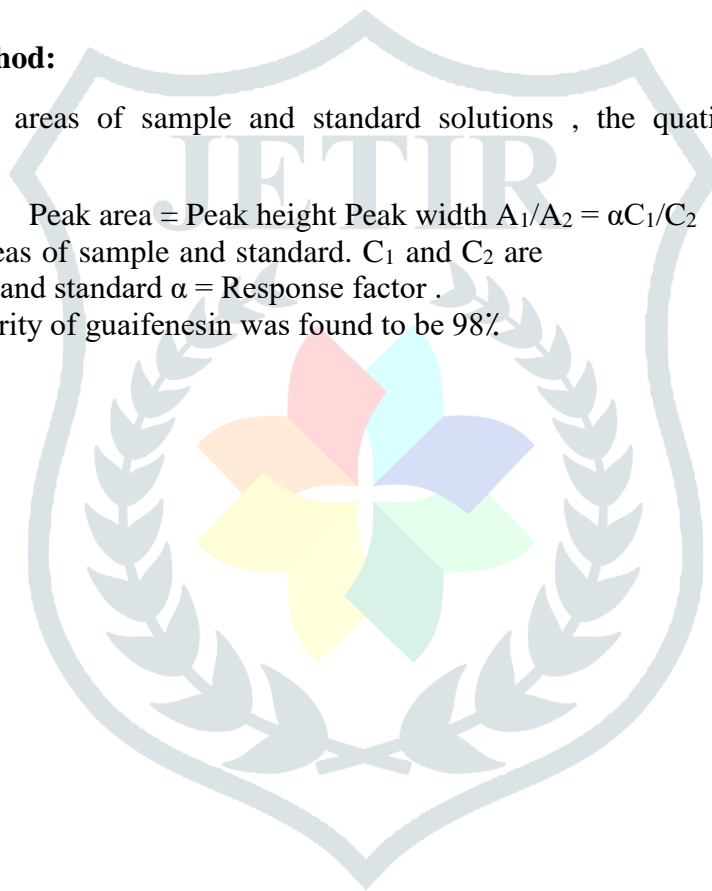 hod:
areas of sample and standard solutions , the quati
JETIR
Peak area = Peak height Peak width A₁/A₂ = αC₁/C₂
eas of sample and standard. C₁ and C₂ are
and standard α = Response factor .
rity of guaifenesin was found to be 98٪